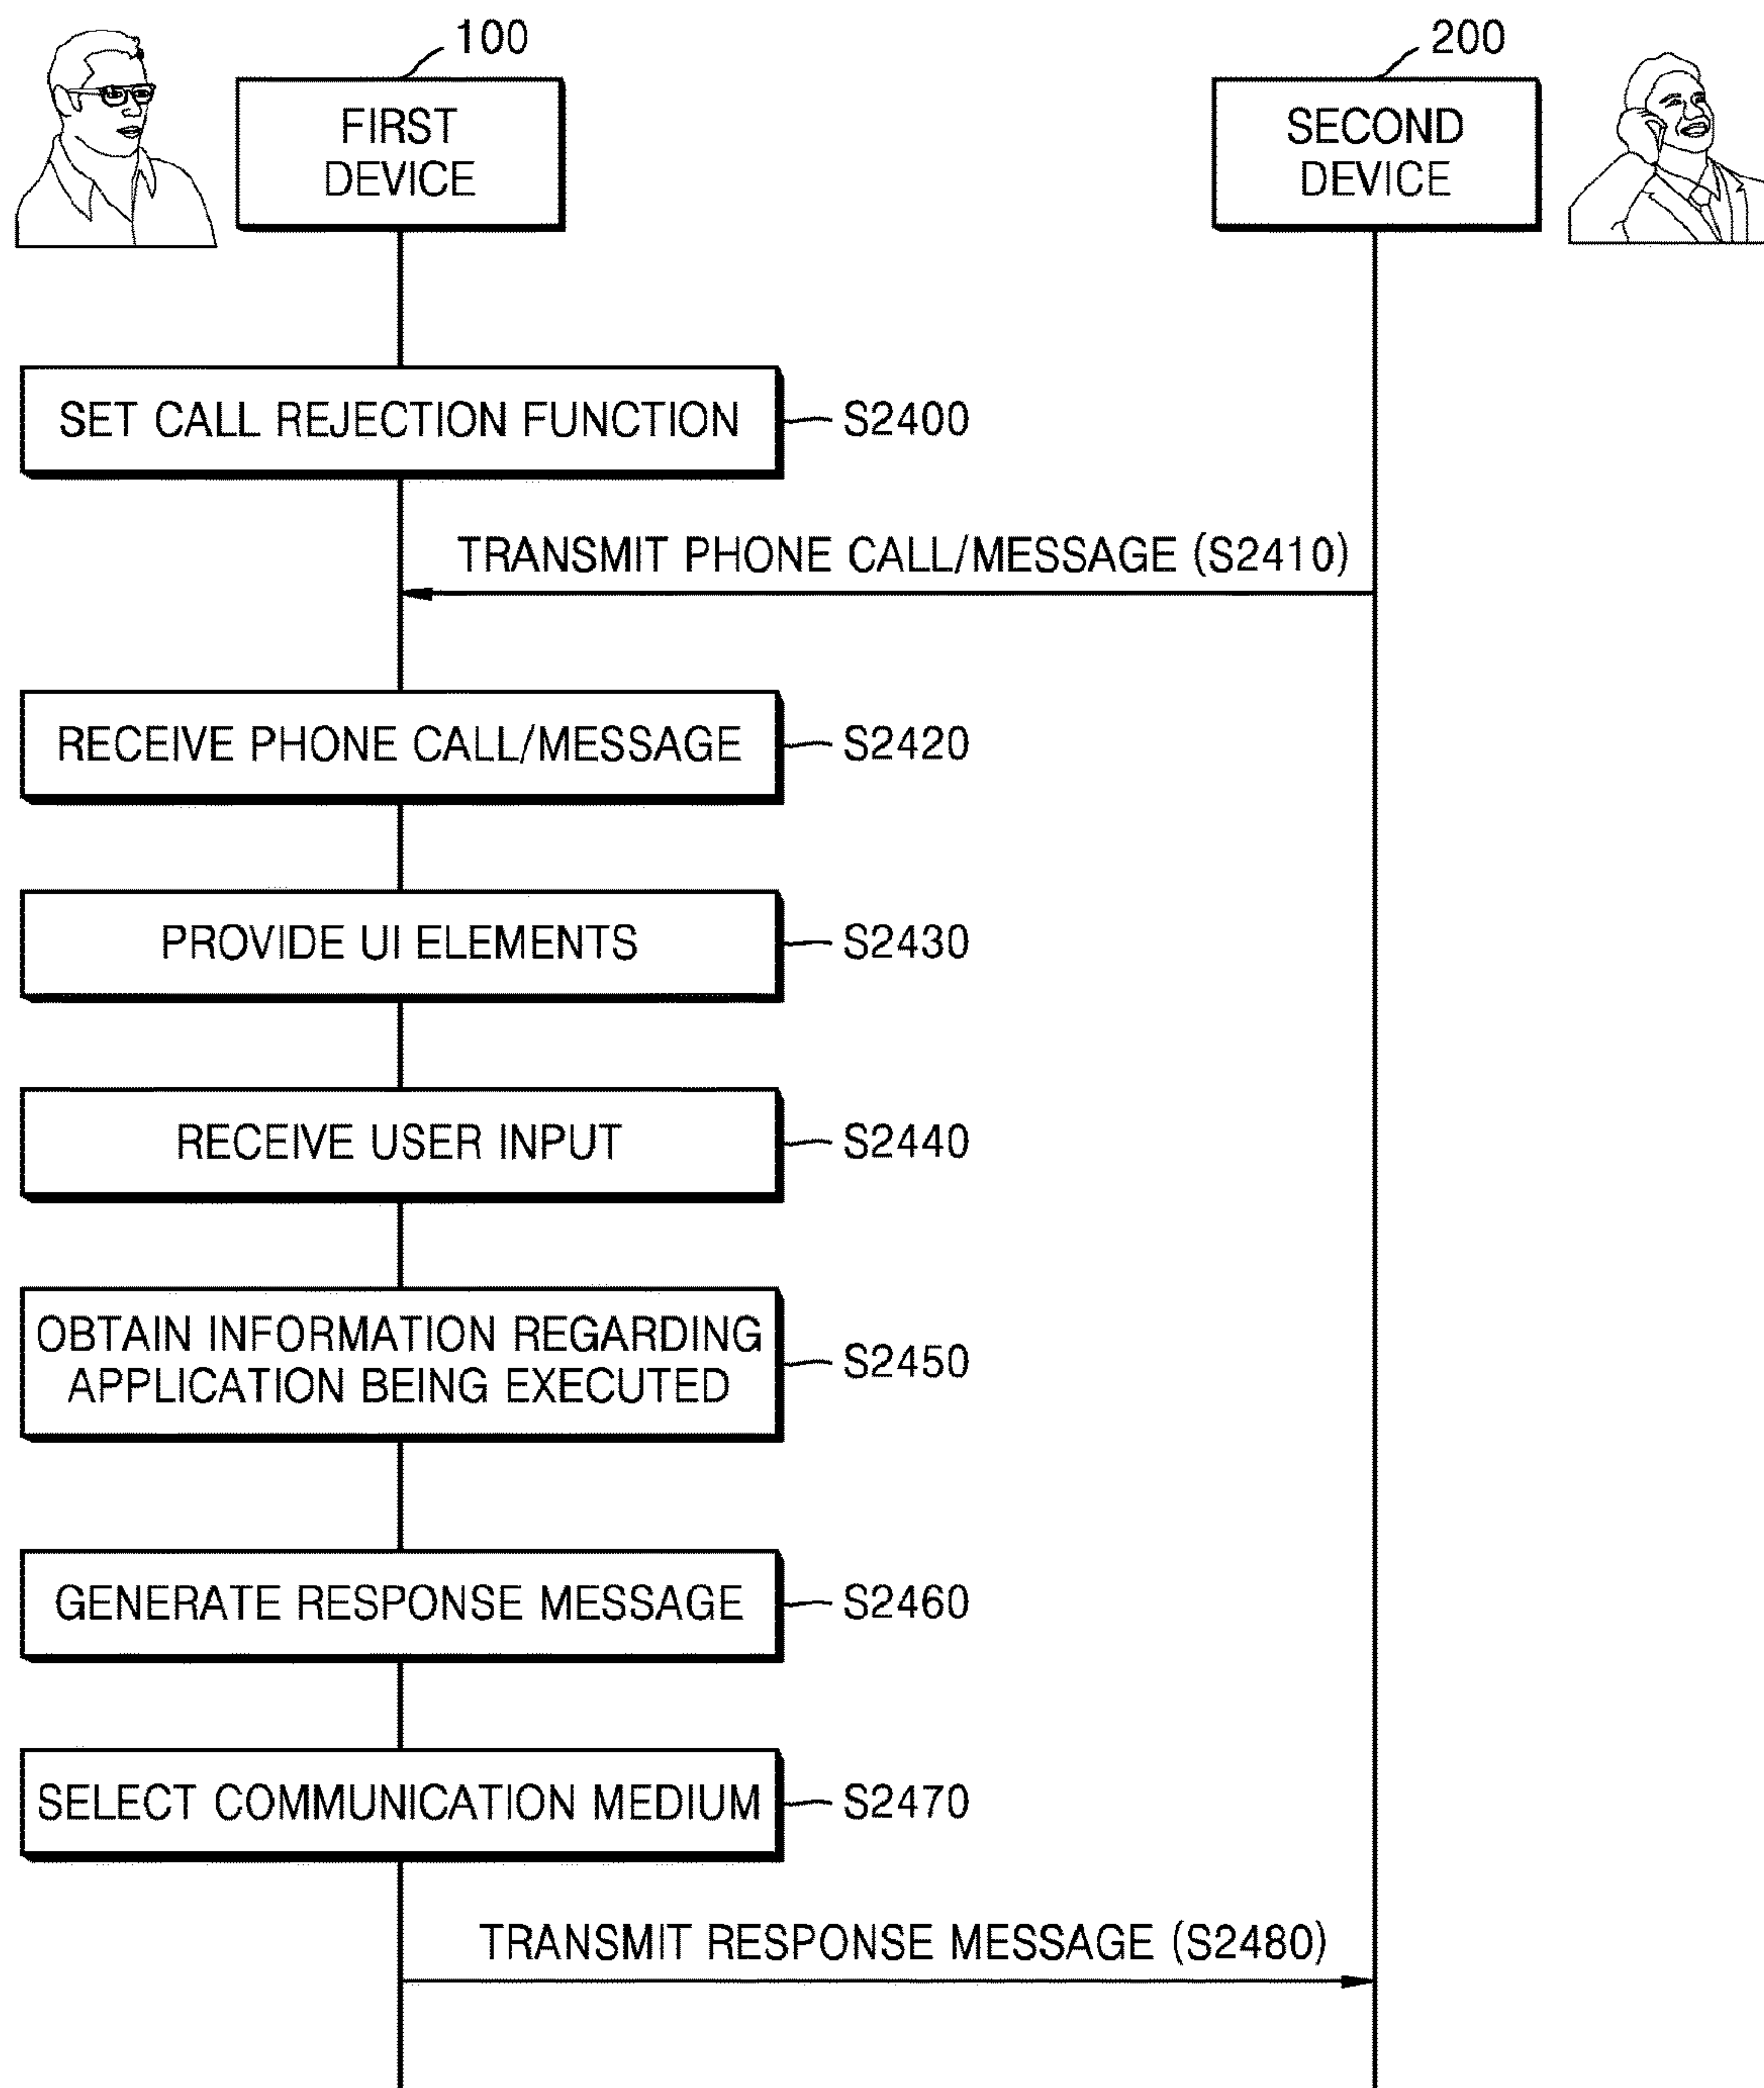 100
200
FIRST
DEVICE
SECOND
DEVICE
SET CALL REJECTION FUNCTION
S2400
TRANSMIT PHONE CALL/MESSAGE (S2410)
RECEIVE PHONE CALL/MESSAGE
S2420
PROVIDE UI ELEMENTS
S2430
RECEIVE USER INPUT
S2440
OBTAIN INFORMATION REGARDING
APPLICATION BEING EXECUTED
S2450
GENERATE RESPONSE MESSAGE
S2460
SELECT COMMUNICATION MEDIUM
S2470
TRANSMIT RESPONSE MESSAGE (S2480)